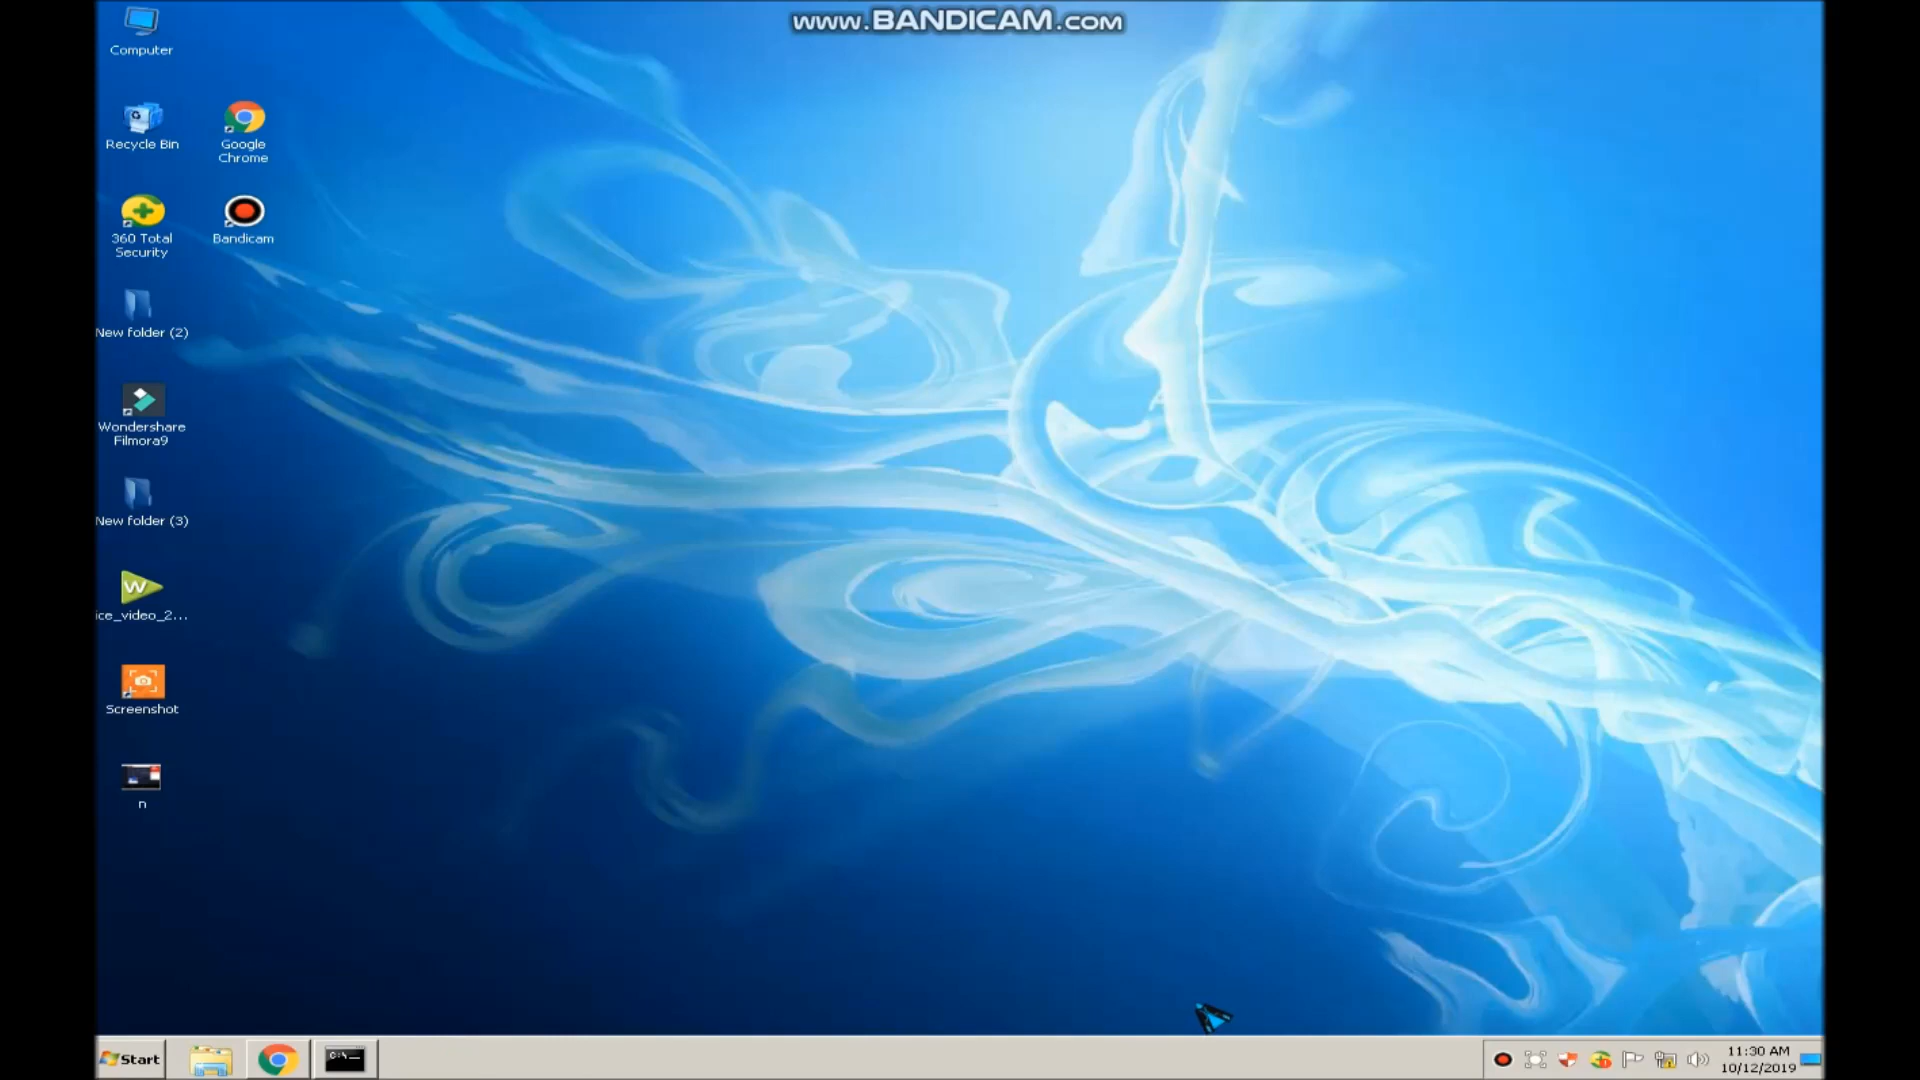 www.BANDICAM.com
Computer
Recycle Bin
Google
Chrome
360 Total
Security
Bandicam
New folder (2)
Wondershare
Filmora9
New folder (3)
W
ice_video_2...
Screenshot
n
Start
C:\
11:30 AM
10/12/2019